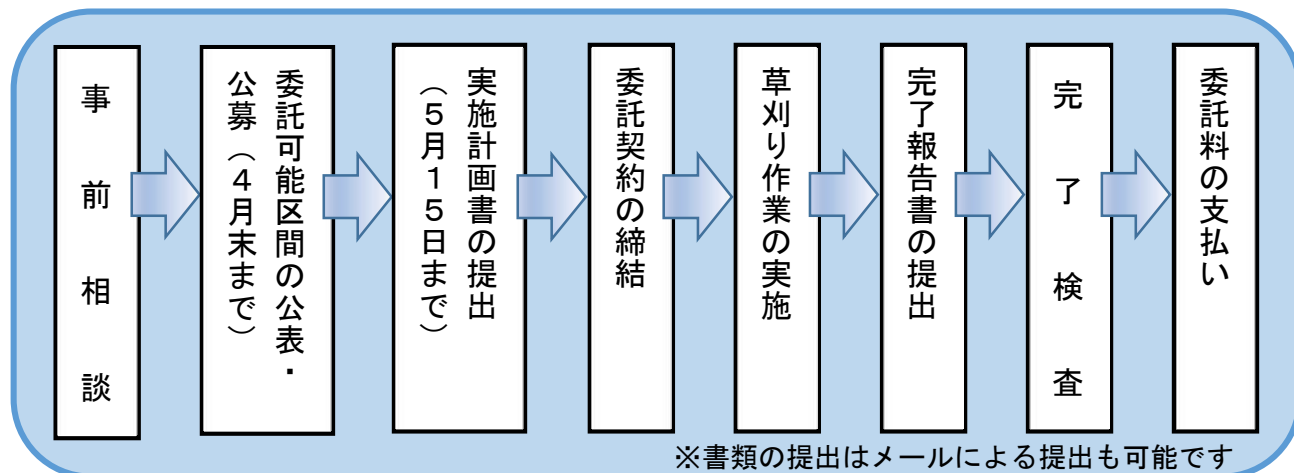 事前相談
委託可能区間の公表・
公募（４月末まで）
実施計画書の提出
（５月１５日まで）
委託契約の締結
草刈り作業の実施
完了報告書の提出
完了検査
委託料の支払い
※書類の提出はメールによる提出も可能です